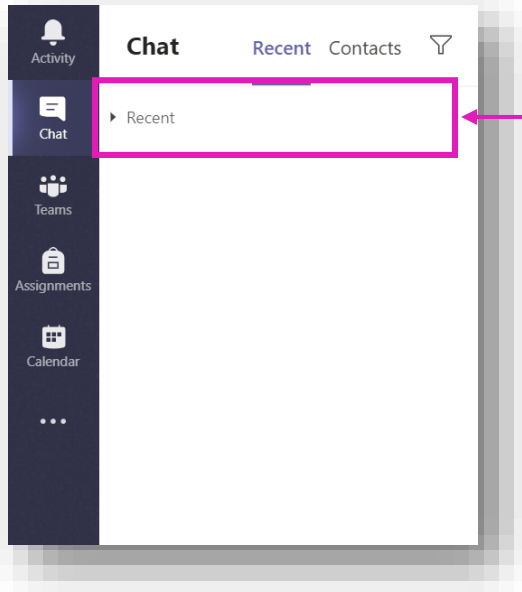 Activity
Chat
Teams
Assignments
Calendar
Chat Recent Contacts
Recent